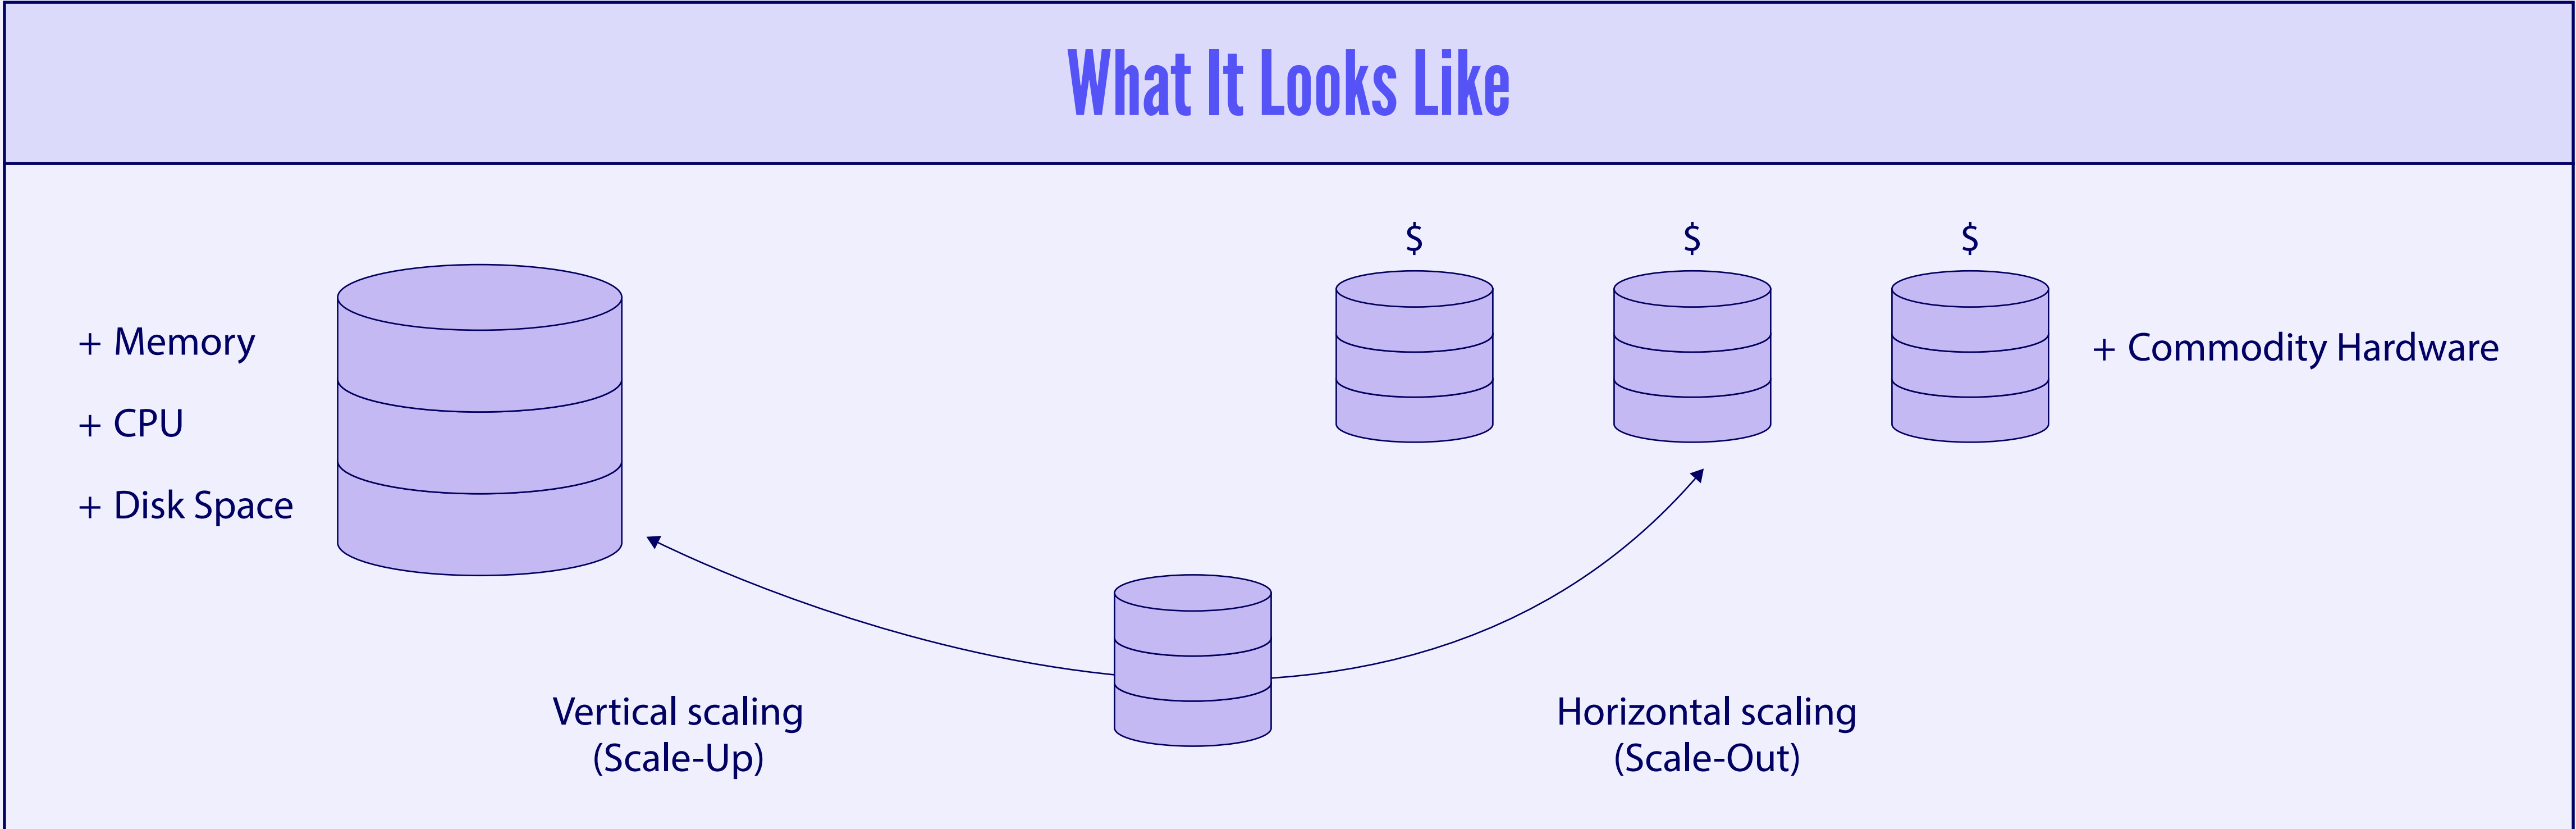 What It Looks Like
$ $ $
+ Memory
+ CPU
+ Disk Space
+ Commodity Hardware
Vertical scaling
(Scale-Up)
Horizontal scaling
(Scale-Out)